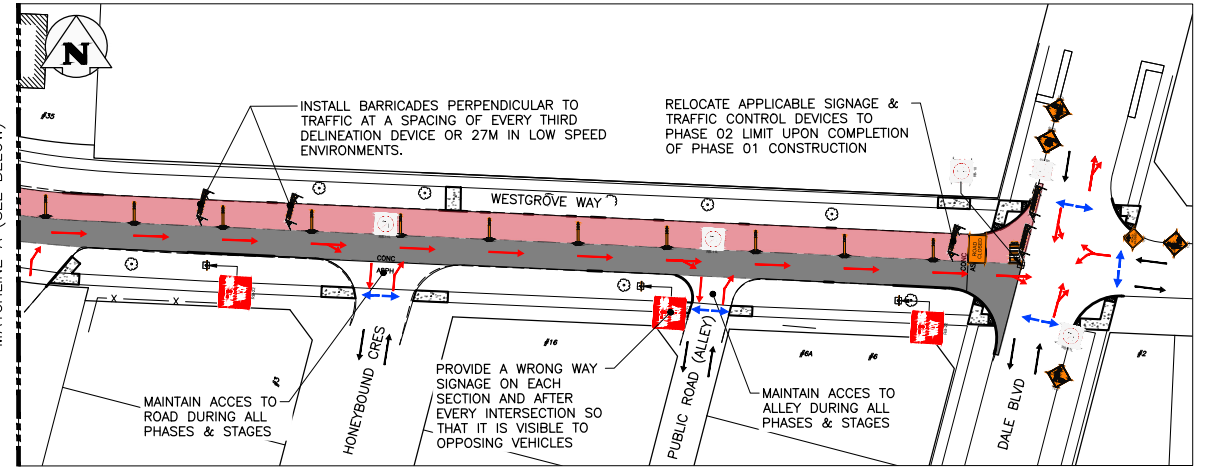 N
#35
INSTALL BARRICADES PERPENDICULAR TO
TRAFFIC AT A SPACING OF EVERY THIRD
DELINEATION DEVICE OR 27M IN LOW SPEED
ENVIRONMENTS.
RELOCATE APPLICABLE SIGNAGE &
TRAFFIC CONTROL DEVICES TO
PHASE 02 LIMIT UPON COMPLETION
OF PHASE 01 CONSTRUCTION
WESTGROVE WAY
ROAD
CLOSED
CONC
ASPH
CONC
#3
#16
#6A
#6
#2
MAINTAIN ACCES TO
ROAD DURING ALL
PHASES & STAGES
HONEYBOUND CRES
PROVIDE A WRONG WAY
SIGNAGE ON EACH
SECTION AND AFTER
EVERY INTERSECTION SO
THAT IT IS VISIBLE TO
OPPOSING VEHICLES
PUBLIC ROAD (ALLEY)
MAINTAIN ACCES TO
ALLEY DURING ALL
PHASES & STAGES
DALE BLVD